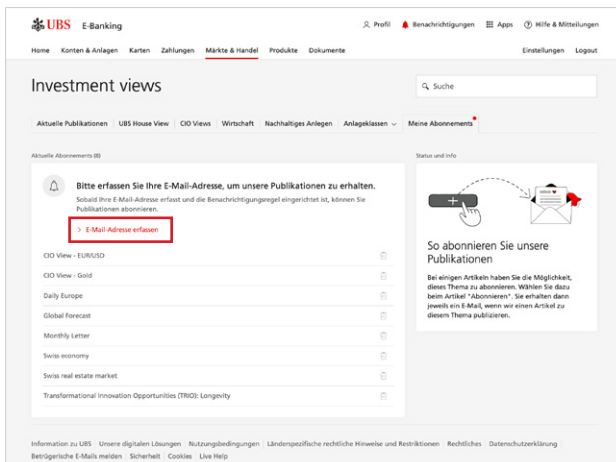 UBS E-Banking
Profil Benachrichtigungen Apps Hilfe & Mitteilungen
Home Konten & Anlagen Karten Zahlungen Märkte & Handel Produkte Dokumente Einstellungen Logout
Investment views
Suche
Aktuelle Publikationen UBS House View CIO Views Wirtschaft Nachhaltiges Anlegen Anlageklassen Meine Abonnements
Aktuelle Abonnements (8)
Bitte erfassen Sie Ihre E-Mail-Adresse, um unsere Publikationen zu erhalten.
Sobald Ihre E-Mail-Adresse erfasst und die Benachrichtigungsregel eingerichtet ist, können Sie
Publikationen abonnieren.
> E-Mail-Adresse erfassen
CIO View - EUR/USD
CIO View - Gold
Daily Europe
Global Forecast
Monthly Letter
Swiss economy
Swiss real estate market
Transformational Innovation Opportunities (TRIO): Longevity
Status und Info
So abonnieren Sie unsere
Publikationen
Bei einigen Artikeln haben Sie die Möglichkeit,
dieses Thema zu abonnieren. Wählen Sie dazu
beim Artikel "Abonnieren". Sie erhalten dann
jeweils ein E-Mail, wenn wir einen Artikel zu
diesem Thema publizieren.
Information zu UBS Unsere digitalen Lösungen Nutzungsbedingungen Länderspezifische rechtliche Hinweise und Restriktionen Rechtliches Datenschutzerklärung
Betrügerische E-Mails melden Sicherheit Cookies Live Help